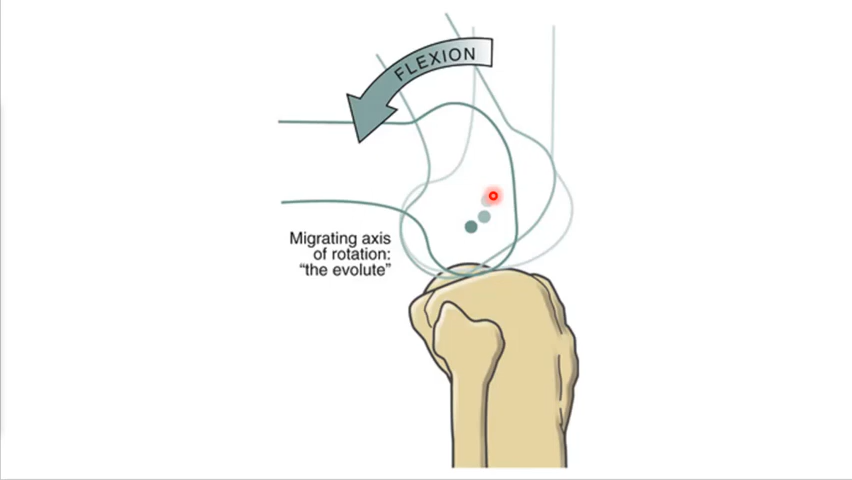 FLEXION
Migrating axis
of rotation:
“the evolute”